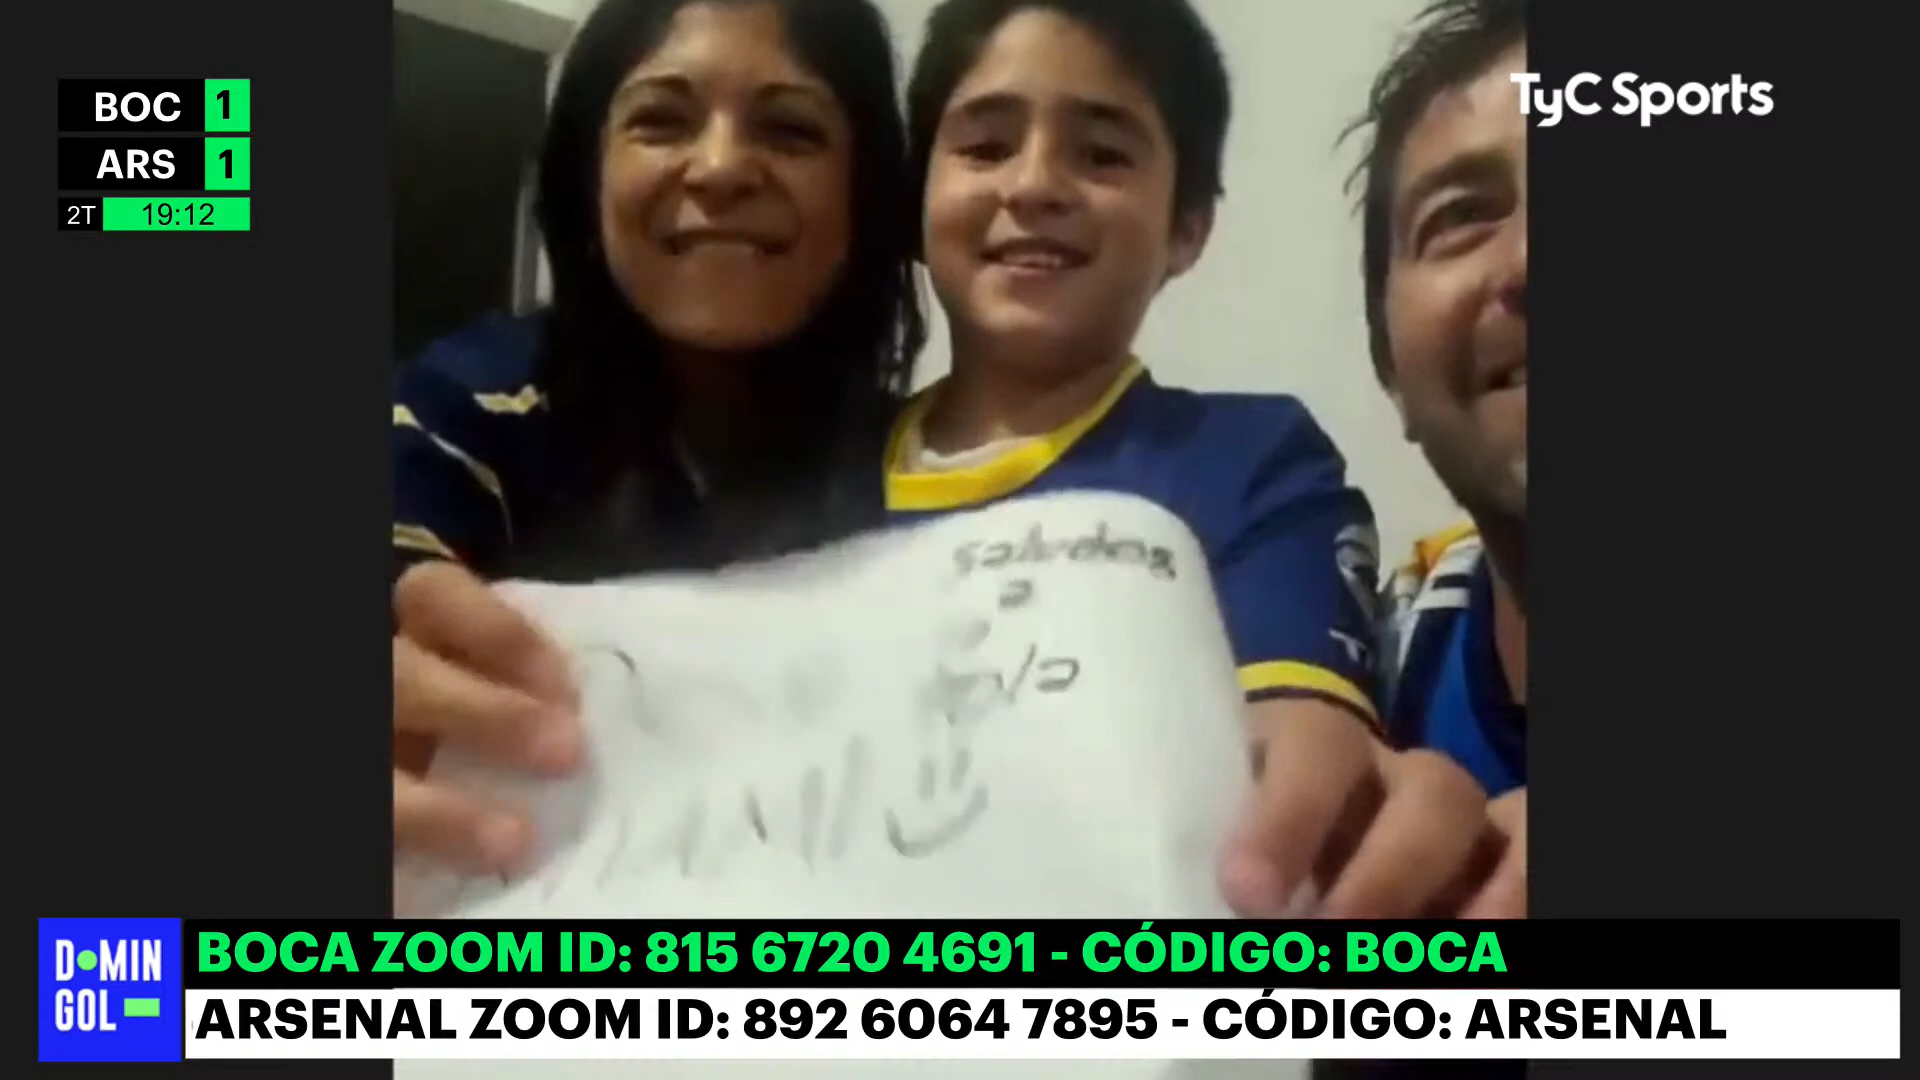 BOC 1
ARS 1
2T 19:12
TyC Sports
saludos
a
DOMIN
GOL
BOCA ZOOM ID: 815 6720 4691 - CÓDIGO: BOCA
ARSENAL ZOOM ID: 892 6064 7895 - CÓDIGO: ARSENAL